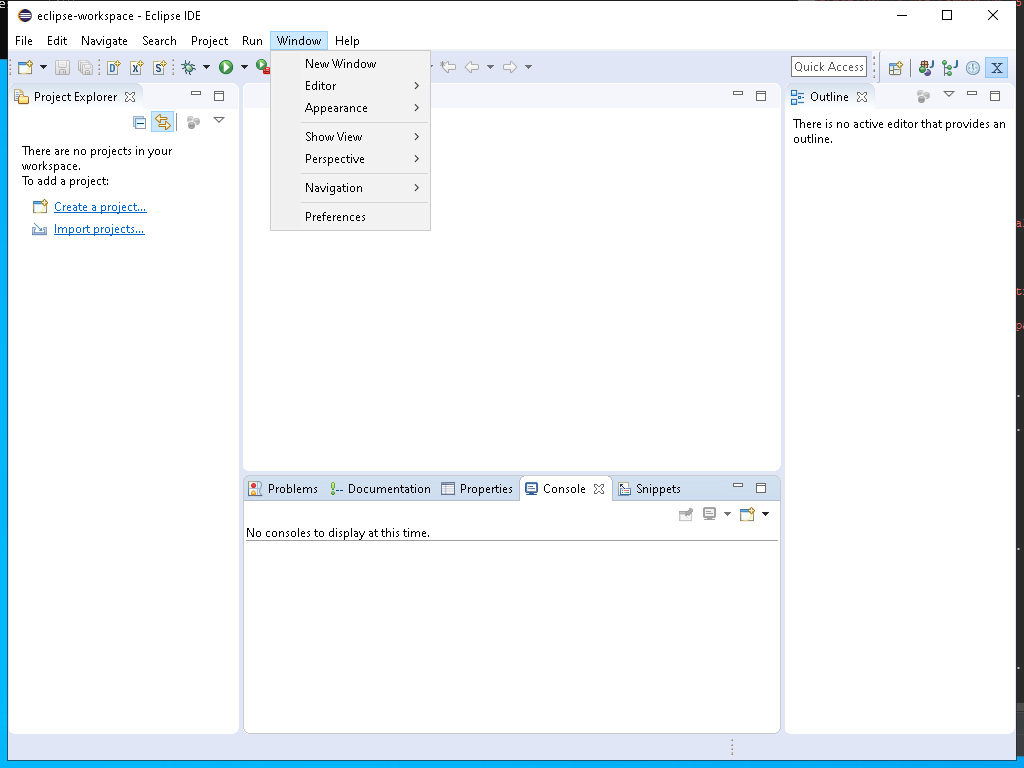 eclipse-workspace - Eclipse IDE
File Edit Navigate Search Project Run Window Help
New Window
Editor
Appearance
Show View
Perspective
Navigation
Preferences
Quick Access
Project Explorer
There are no projects in your
workspace.
To add a project:
Create a project...
Import projects...
Outline
There is no active editor that provides an
outline.
Problems Documentation Properties Console Snippets
No consoles to display at this time.